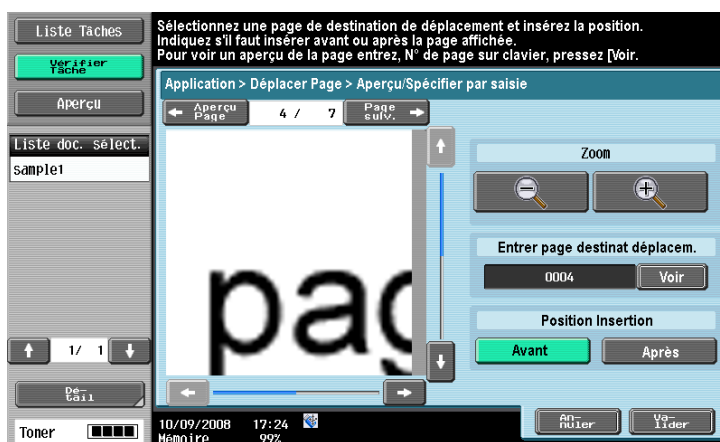 Liste Tâches
Vérifier
Tâche
Aperçu
Liste doc. sélect.
sample1
1/ 1
Dé-
tail
Toner
Sélectionnez une page de destination de déplacement et insérez la position.
Indiquez s'il faut insérer avant ou après la page affichée.
Pour voir un aperçu de la page entrez, N° de page sur clavier, pressez [Voir.
Application > Déplacer Page > Aperçu/Spécifier par saisie
Aperçu
Page
4 / 7
Page
suiv.
pag
Zoom
Entrer page destinat déplacem.
0004
Voir
Position Insertion
Avant
Après
10/09/2008 17:24
Mémoire 99%
An-
nuler
Va-
lider